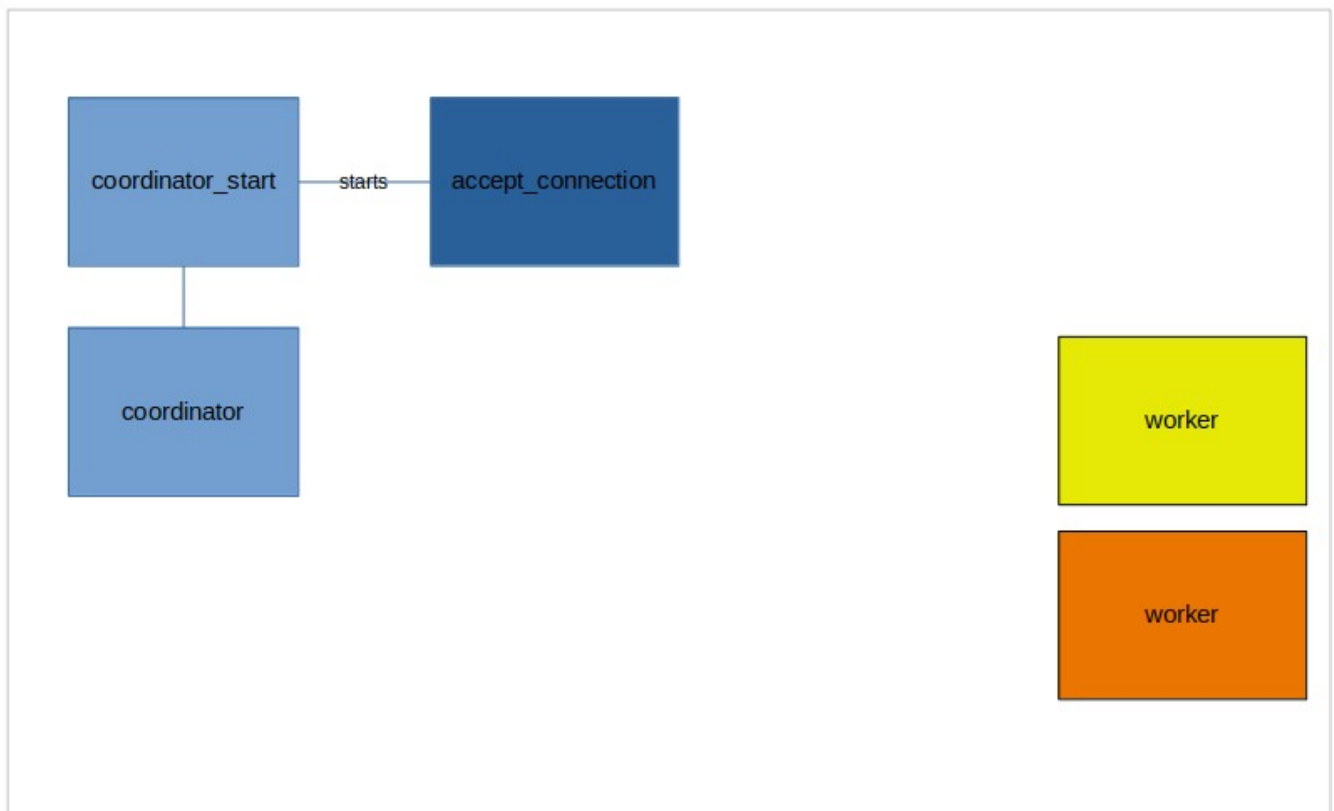 coordinator_start
starts
accept_connection
coordinator
worker
worker